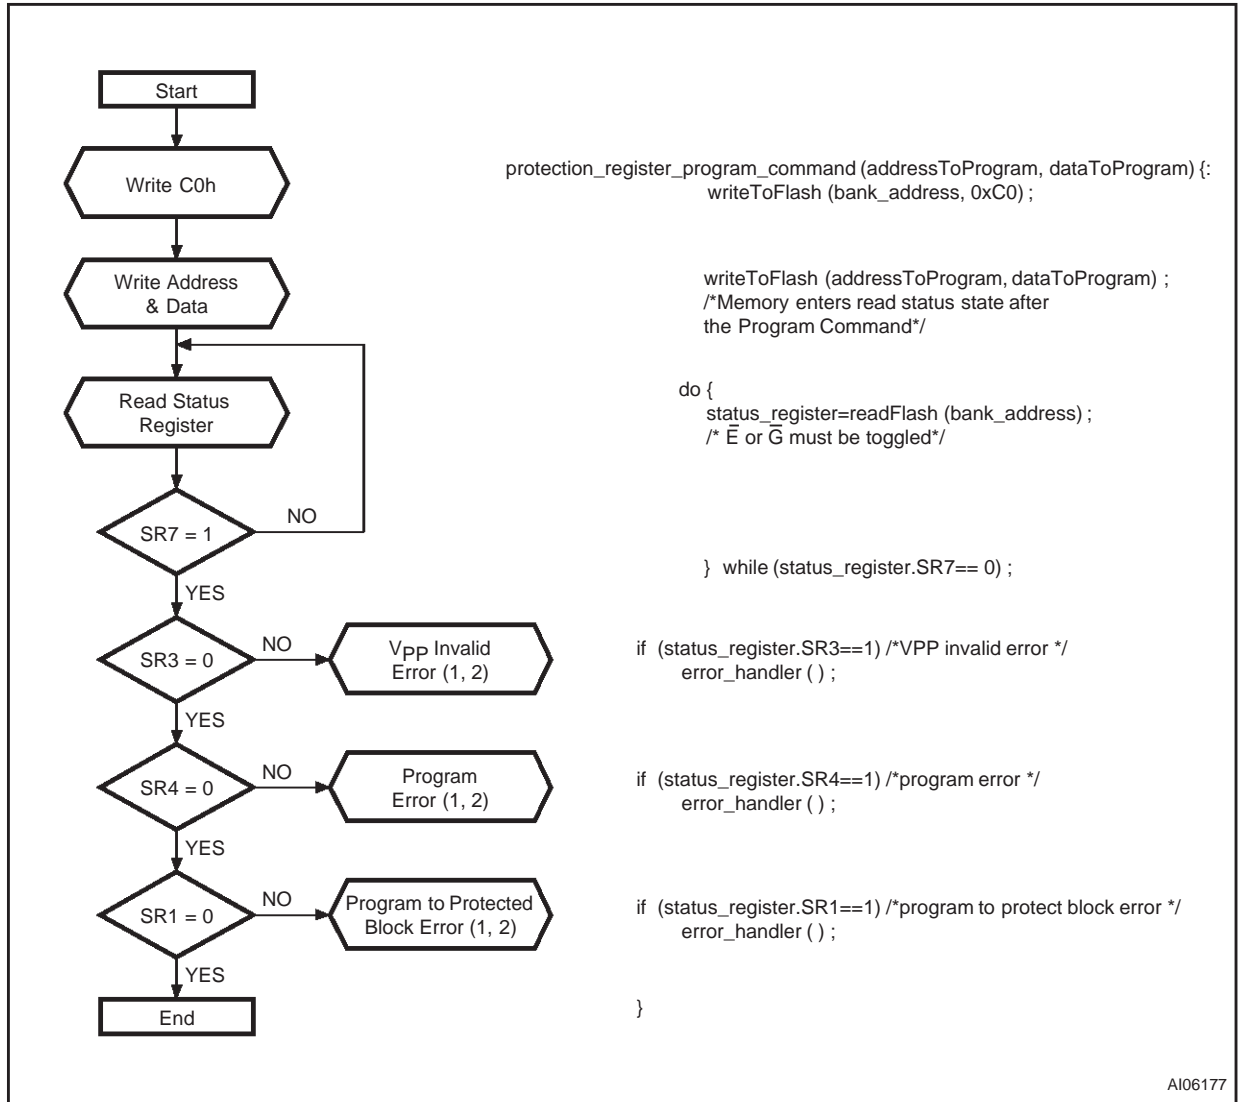 Start
Write C0h
protection_register_program_command (addressToProgram, dataToProgram) {:
writeToFlash (bank_address, 0xC0) ;
Write Address
& Data
writeToFlash (addressToProgram, dataToProgram) ;
/*Memory enters read status state after
the Program Command*/
Read Status
Register
do {
status_register=readFlash (bank_address) ;
/* E̅ or G̅ must be toggled*/
SR7 = 1
NO
YES
} while (status_register.SR7== 0) ;
SR3 = 0
NO
YES
VPP Invalid
Error (1, 2)
if (status_register.SR3==1) /*VPP invalid error */
error_handler ( ) ;
SR4 = 0
NO
YES
Program
Error (1, 2)
if (status_register.SR4==1) /*program error */
error_handler ( ) ;
SR1 = 0
NO
YES
Program to Protected
Block Error (1, 2)
if (status_register.SR1==1) /*program to protect block error */
error_handler ( ) ;
End
}
AI06177